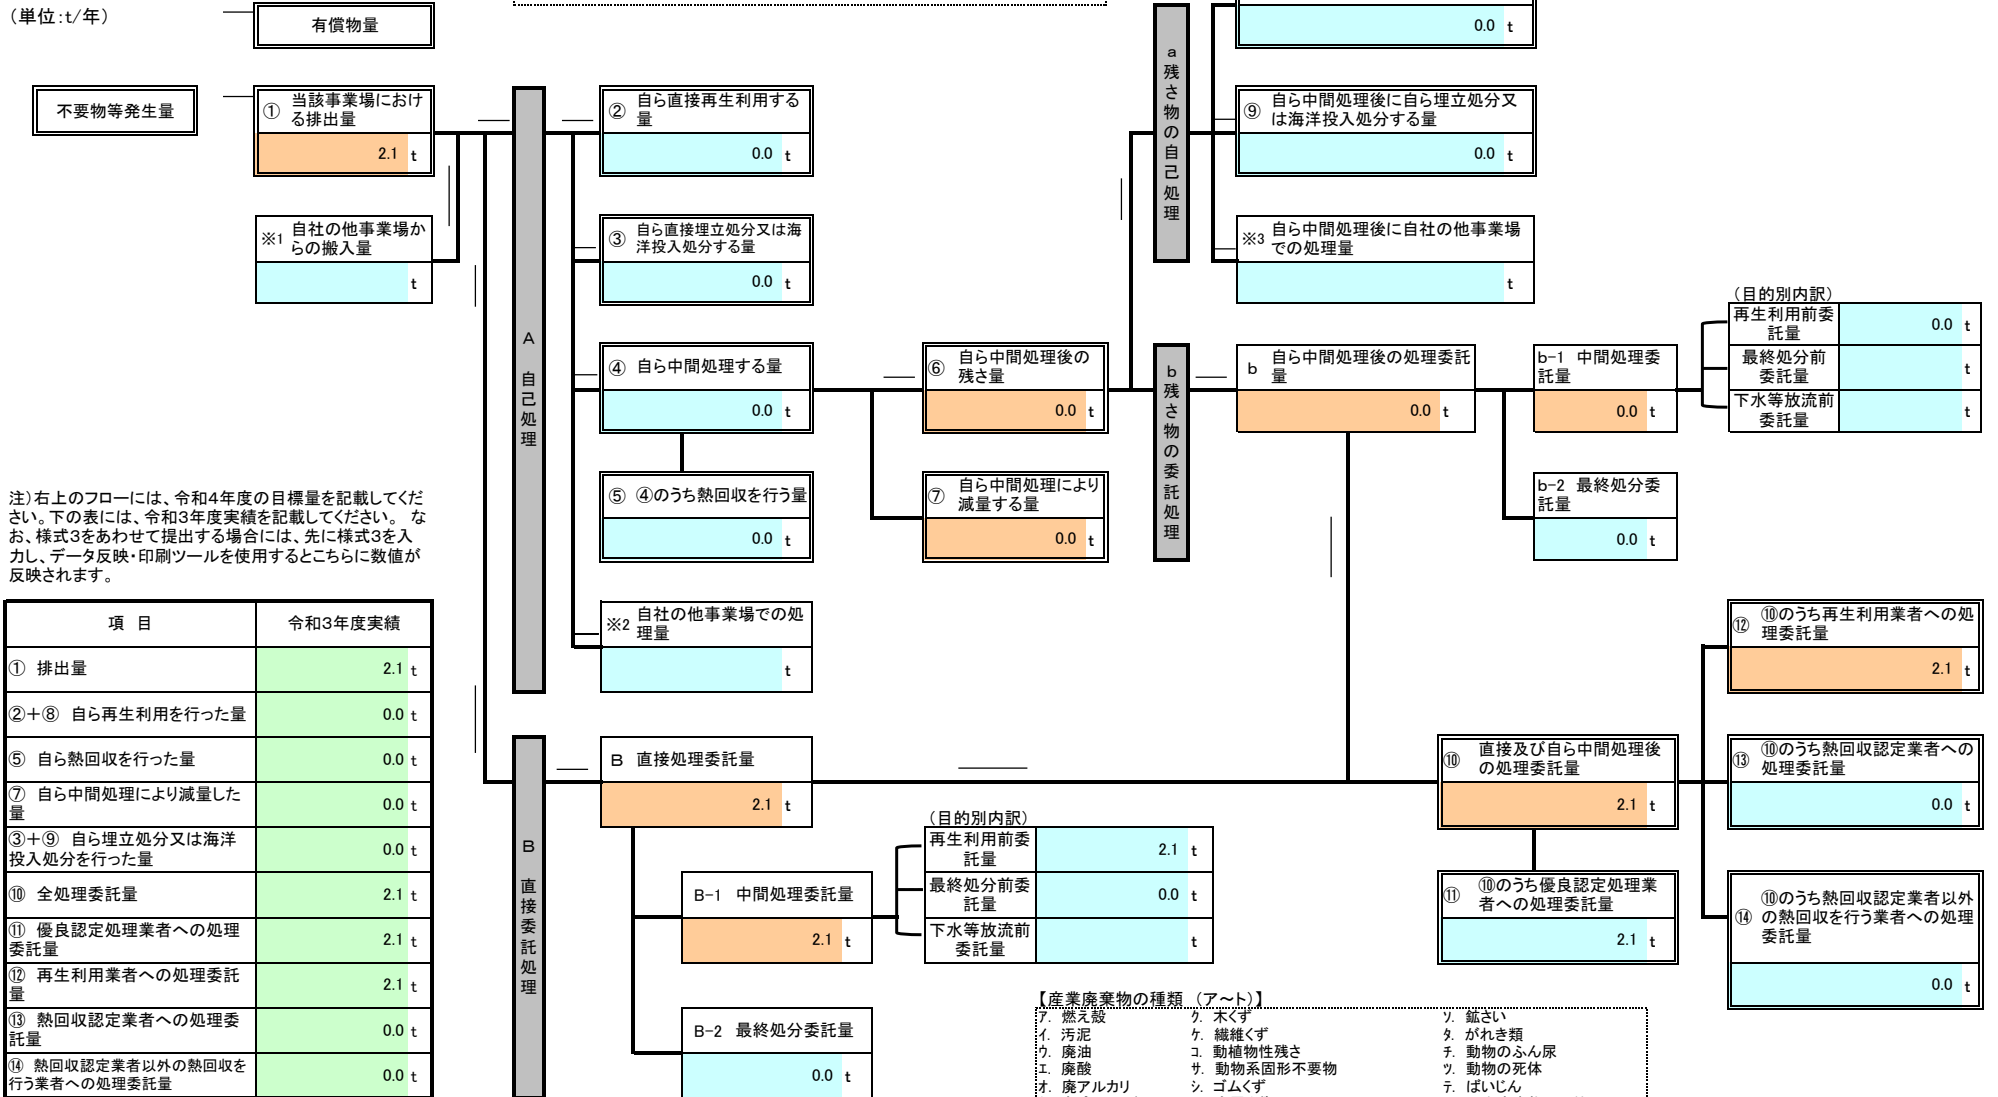 （単位:t/年）
有償物量
0.0 t
不要物等発生量
① 当該事業場におけ
る排出量
2.1 t
② 自ら直接再生利用する
量
0.0 t
⑨ 自ら中間処理後に自ら埋立処分又
は海洋投入処分する量
0.0 t
a 残さ物の自己処理
※1 自社の他事業場か
らの搬入量
t
③ 自ら直接埋立処分又は海
洋投入処分する量
0.0 t
※3 自ら中間処理後に自社の他事業場
での処理量
t
A 自己処理
④ 自ら中間処理する量
0.0 t
⑥ 自ら中間処理後の
残さ量
0.0 t
b 残さ物の委託処理
b 自ら中間処理後の処理委託
量
0.0 t
b-1 中間処理委
託量
0.0 t
（目的別内訳）
再生利用前委
託量
0.0 t
最終処分前
委託量
t
下水等放流前
委託量
t
⑤ ④のうち熱回収を行う量
0.0 t
⑦ 自ら中間処理により
減量する量
0.0 t
b-2 最終処分委
託量
0.0 t
注）右上のフローには、令和4年度の目標量を記載してくだ
さい。下の表には、令和3年度実績を記載してください。 な
お、様式3をあわせて提出する場合には、先に様式3を入
力し、データ反映・印刷ツールを使用するとこちらに数値が
反映されます。
※2 自社の他事業場での処
理量
t
項 目 令和3年度実績
① 排出量 2.1 t
②＋⑧ 自ら再生利用を行った量 0.0 t
⑤ 自ら熱回収を行った量 0.0 t
⑦ 自ら中間処理により減量した
量 0.0 t
③＋⑨ 自ら埋立処分又は海洋
投入処分を行った量 0.0 t
⑩ 全処理委託量 2.1 t
⑪ 優良認定処理業者への処理
委託量 2.1 t
⑫ 再生利用業者への処理委託
量 2.1 t
⑬ 熱回収認定業者への処理委
託量 0.0 t
⑭ 熱回収認定業者以外の熱回収を
行う業者への処理委託量 0.0 t
B 直接委託処理
B 直接処理委託量
2.1 t
B-1 中間処理委託量
2.1 t
（目的別内訳）
再生利用前委
託量
2.1 t
最終処分前委
託量
0.0 t
下水等放流前
委託量
t
B-2 最終処分委託量
0.0 t
⑩ 直接及び自ら中間処理後
の処理委託量
2.1 t
⑪ ⑩のうち優良認定処理業
者への処理委託量
2.1 t
⑫ ⑩のうち再生利用業者への処
理委託量
2.1 t
⑬ ⑩のうち熱回収認定業者への
処理委託量
0.0 t
⑭ ⑩のうち熱回収認定業者以外
の熱回収を行う業者への処理
委託量
0.0 t
【産業廃棄物の種類 （ア～ト）】
ア. 燃え殻 ク. 木くず ソ. 鉱さい
イ. 汚泥 ケ. 繊維くず タ. がれき類
ウ. 廃油 コ. 動植物性残さ チ. 動物のふん尿
エ. 廃酸 サ. 動物系固形不要物 ツ. 動物の死体
オ. 廃アルカリ シ. ゴムくず テ. ばいじん